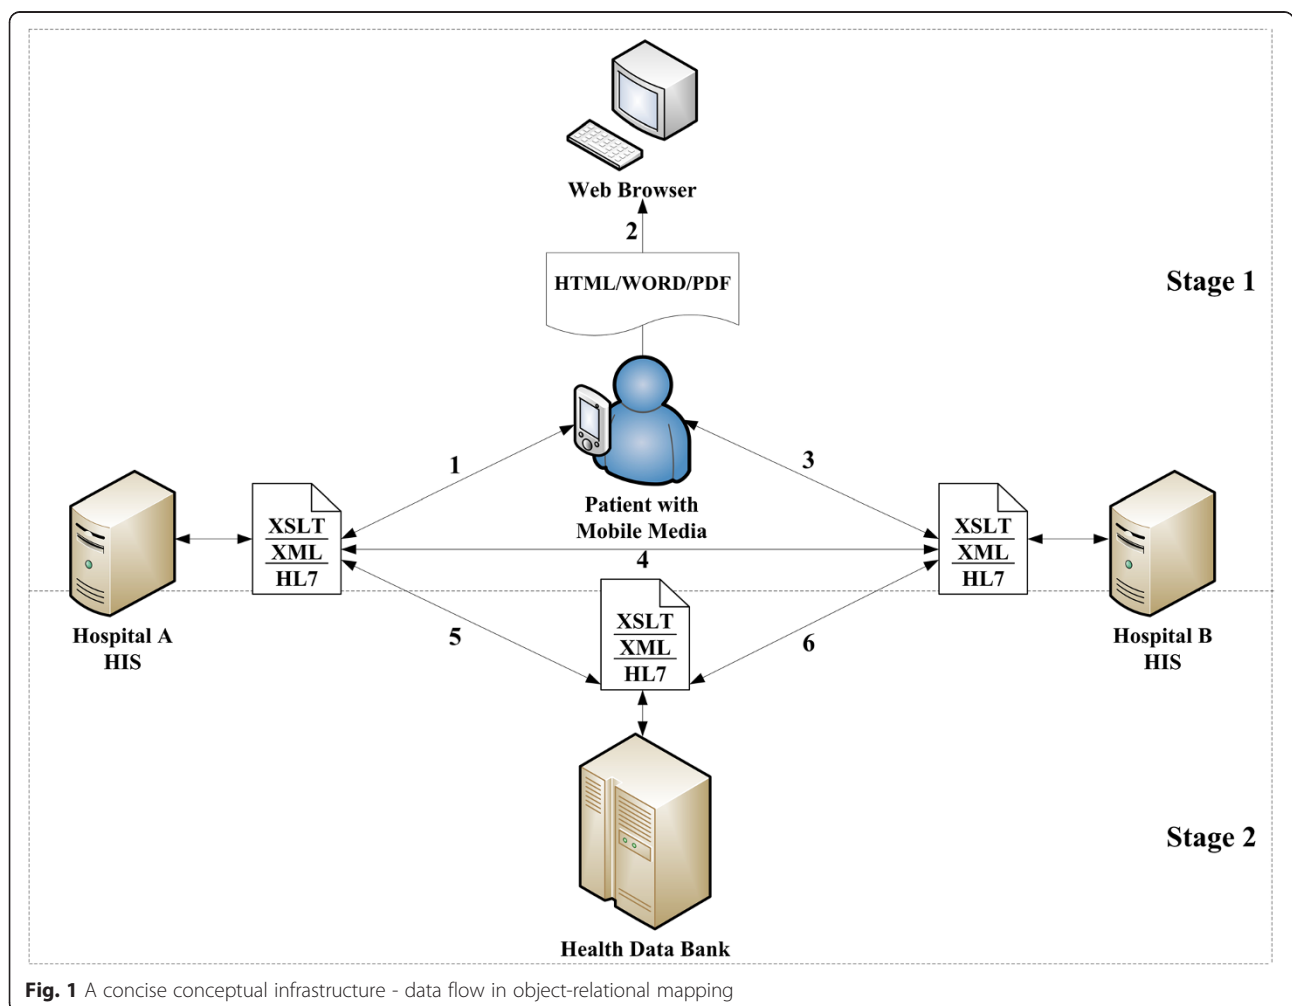 Web Browser
2
HTML/WORD/PDF
Stage 1
1
3
Patient with
Mobile Media
XSLT
XML
HL7
XSLT
XML
HL7
4
Hospital A
HIS
5
XSLT
XML
HL7
6
Hospital B
HIS
Stage 2
Health Data Bank
Fig. 1 A concise conceptual infrastructure - data flow in object-relational mapping